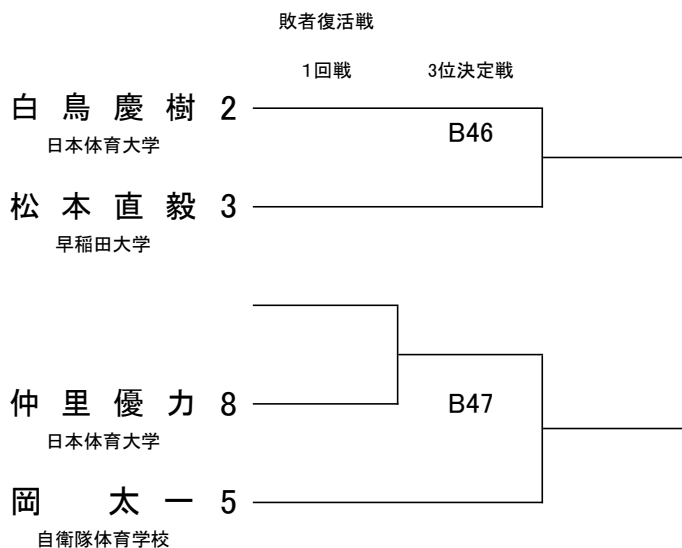 敗者復活戦
1回戦 3位決定戦
白鳥慶樹 2
日本体育大学
B46
松本直毅 3
早稲田大学
仲里優力 8
日本体育大学
B47
岡 太一 5
自衛隊体育学校